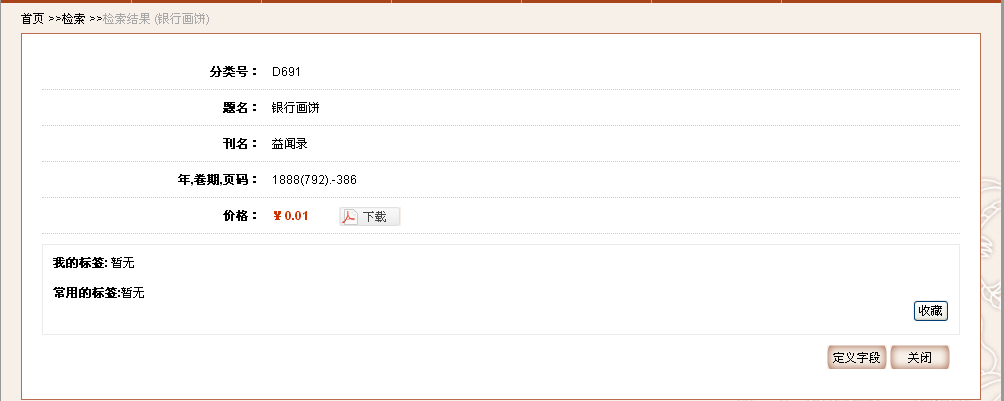 首页 >>检索 >>检索结果 (银行画饼)
分类号： D691
题名： 银行画饼
刊名： 益闻录
年,卷期,页码： 1888(792).-386
价格： ¥ 0.01 下载
我的标签: 暂无
常用的标签:暂无
收藏
定义字段 关闭